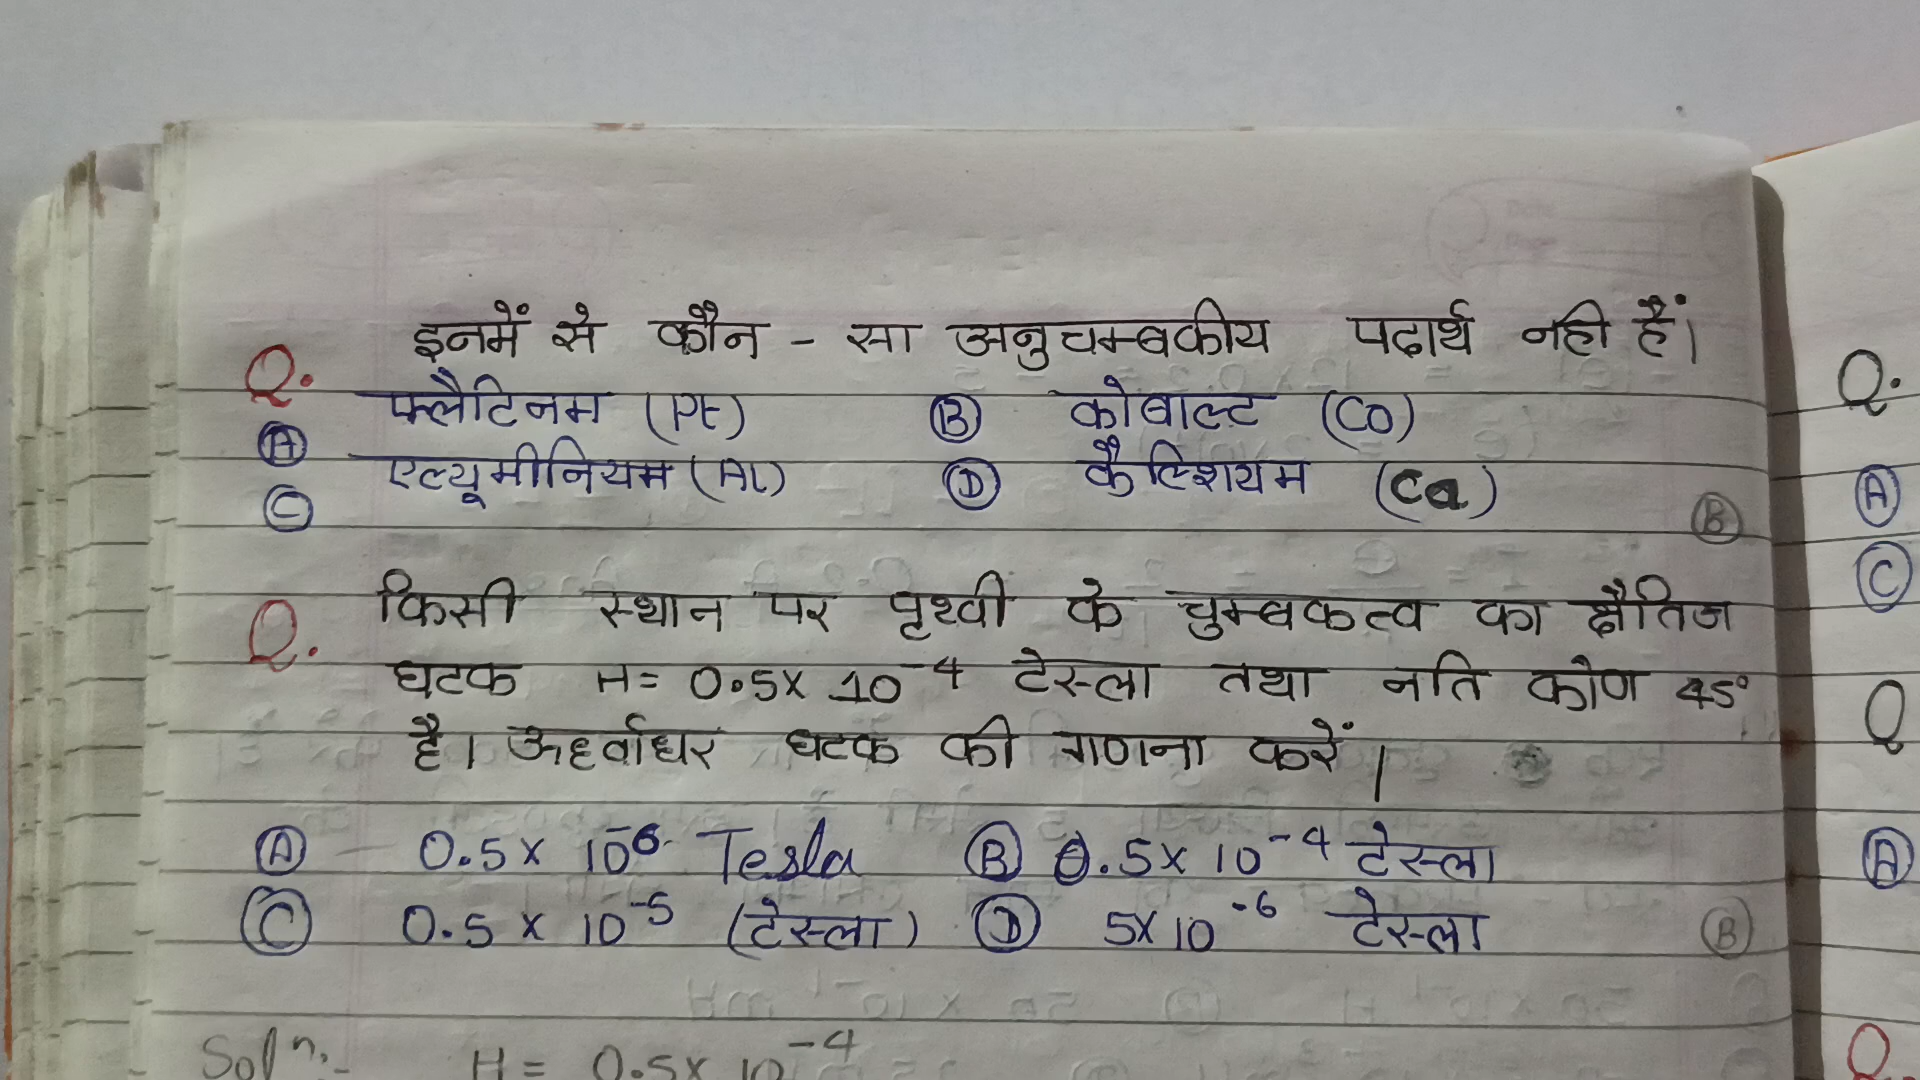 Q. इनमें से कौन - सा अनुचम्बकीय पदार्थ नही हैं।
Ⓐ फ्लैटिनम (Pt) Ⓑ कोबाल्ट (Co)
Ⓒ एल्यूमीनियम (Al) Ⓓ कैल्शियम (Ca)
Ⓑ
Q. किसी स्थान पर पृथ्वी के चुम्बकत्व का क्षैतिज
घटक H = 0.5 x 10⁻⁴ टेस्ला तथा नति कोण 45°
है। ऊर्ध्वाधर घटक की गणना करें।
Ⓐ 0.5 x 10⁻⁶ Tesla Ⓑ 0.5 x 10⁻⁴ टेस्ला
Ⓒ 0.5 x 10⁻⁵ (टेस्ला) Ⓓ 5 x 10⁻⁶ टेस्ला Ⓑ
Solⁿ:- H = 0.5 x 10⁻⁴
Q.
Ⓐ
Ⓒ
Q
Ⓐ
Q.